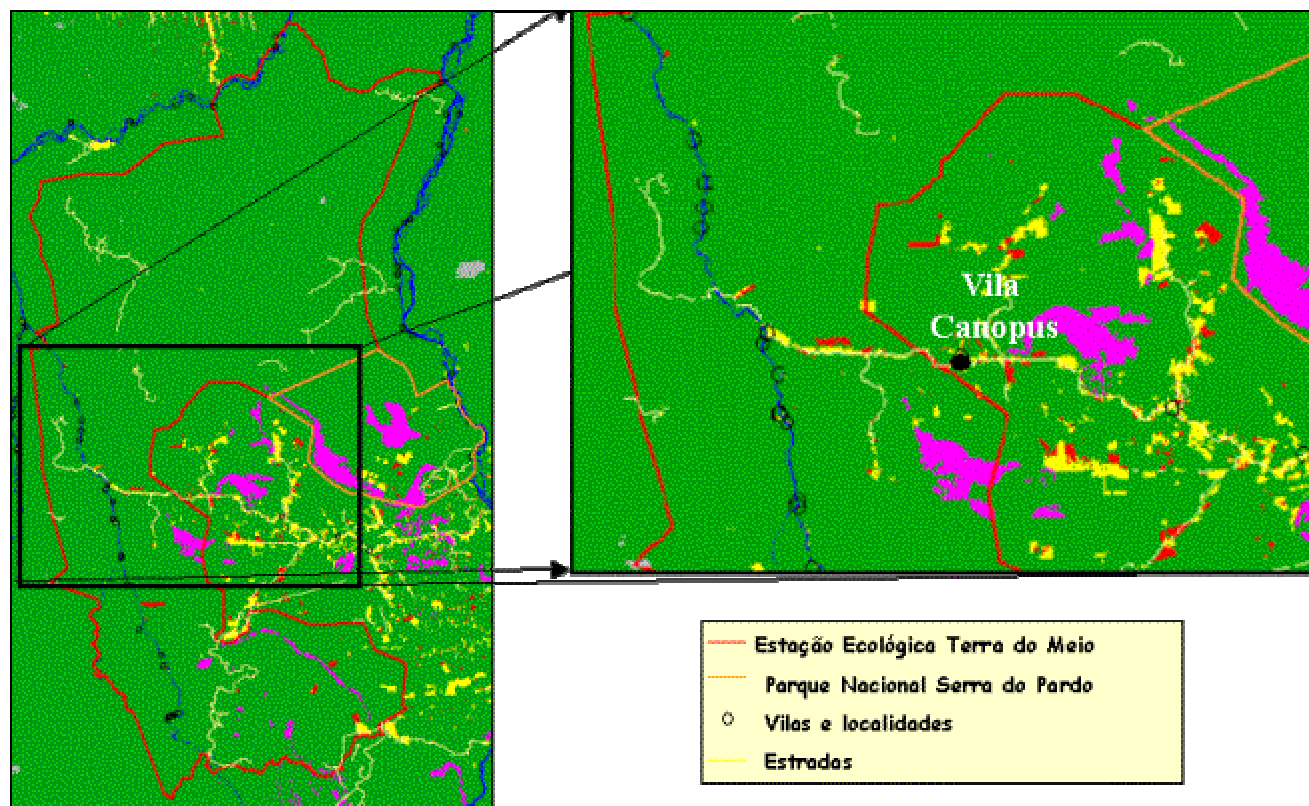 Vila
Canopus
Estação Ecológica Terra do Meio
Parque Nacional Serra do Pardo
Vilas e localidades
Estradas